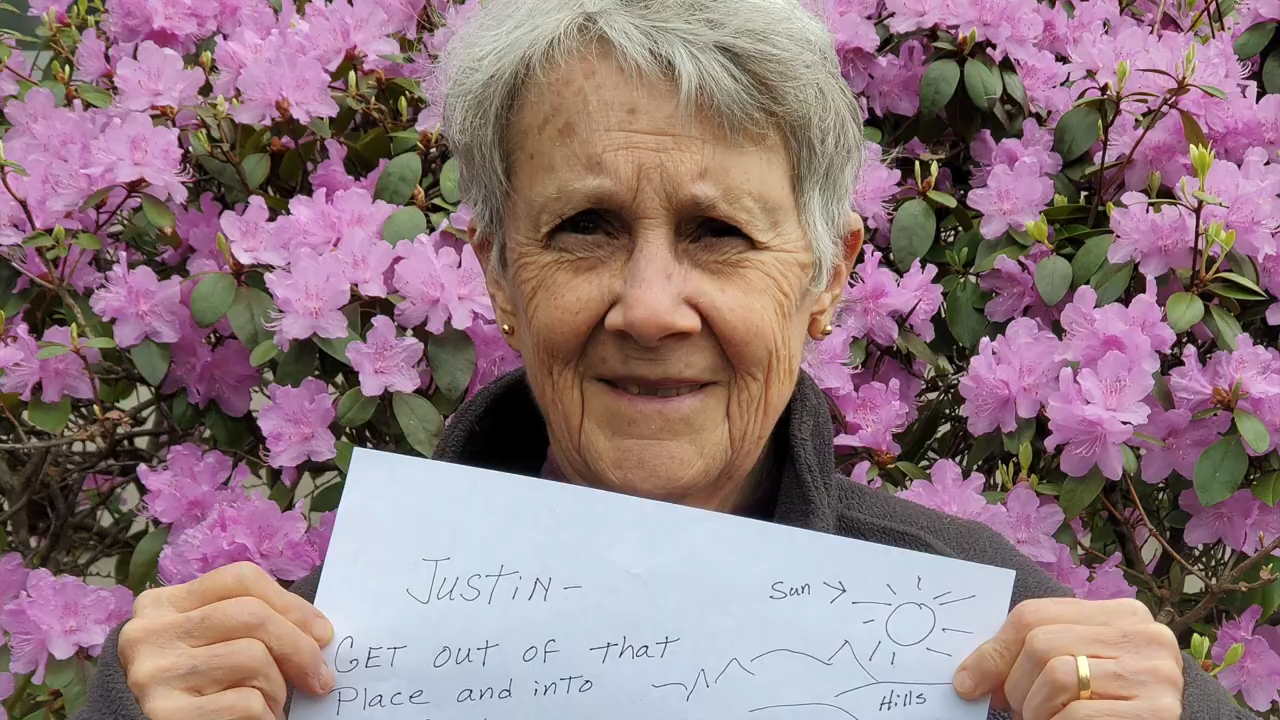 Justin-
Sun →
GET out of that
Place and into
Hills